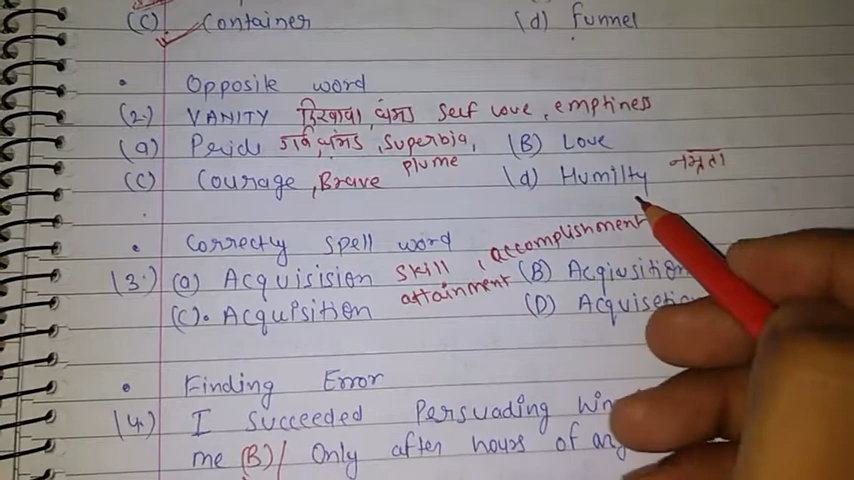 (C) Container (d) funnel
• Opposite word
(2.) VANITY दिखावा, घमंड Self love, emptiness
(a) Pride गर्व, घमंड, Superbia, (B) Love
(C) Courage, Brave plume (d) Humilty नम्रता
• Correctly spell word
(3.) (a) Acquisision skill, accomplishment (B) Acqiusition
(C). Acquisition attainment (D) Acquisetion
• Finding Error
(4.) I Succeeded Persuading
me (B)/ Only after hours of